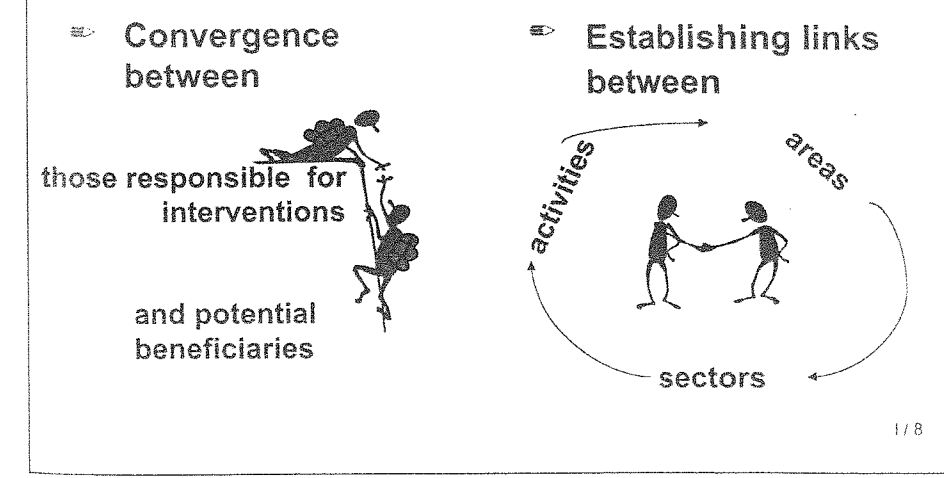 Convergence
between
those responsible for
interventions
and potential
beneficiaries
Establishing links
between
activities
areas
sectors
1 / 8